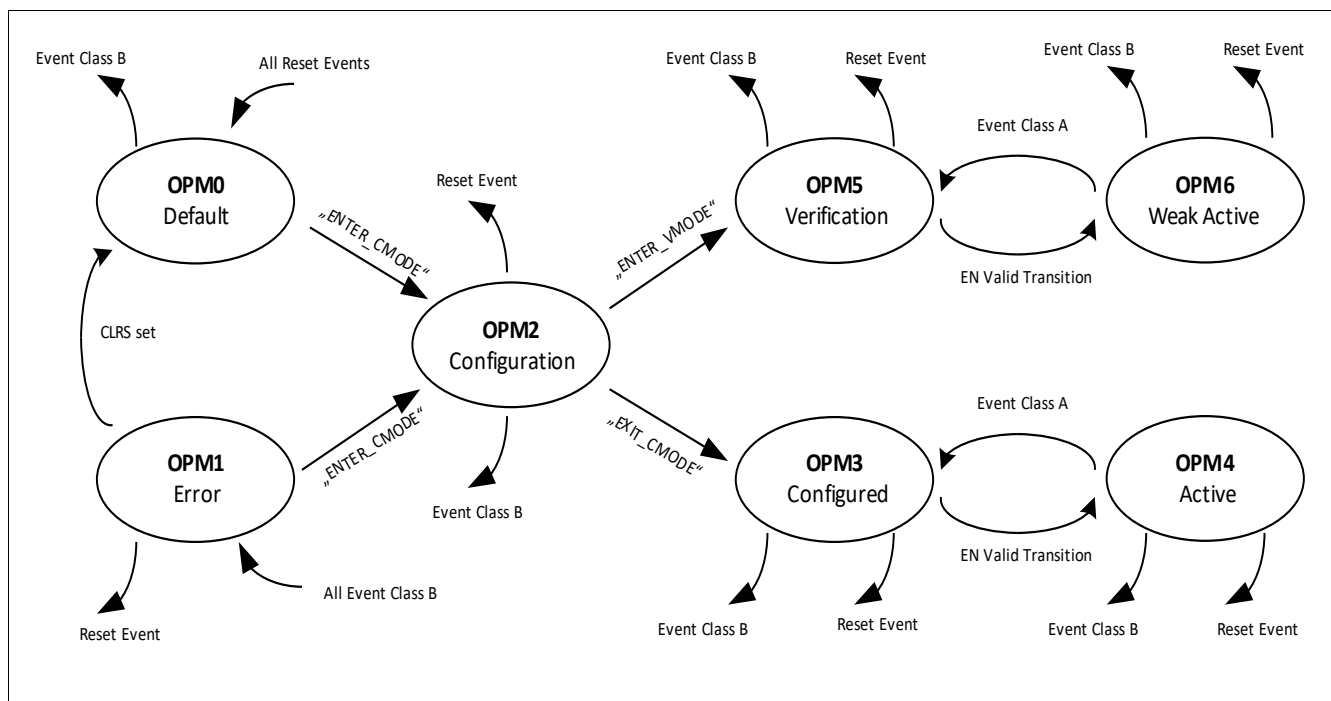 Event Class B
All Reset Events
OPM0
Default
CLRS set
OPM1
Error
Reset Event
All Event Class B
„ENTER_CMODE“
„ENTER_CMODE“
Reset Event
OPM2
Configuration
Event Class B
„ENTER_VMODE“
„EXIT_CMODE“
Event Class B
Reset Event
OPM5
Verification
Event Class A
EN Valid Transition
Event Class B
Reset Event
OPM6
Weak Active
OPM3
Configured
Event Class B
Reset Event
Event Class A
EN Valid Transition
OPM4
Active
Event Class B
Reset Event